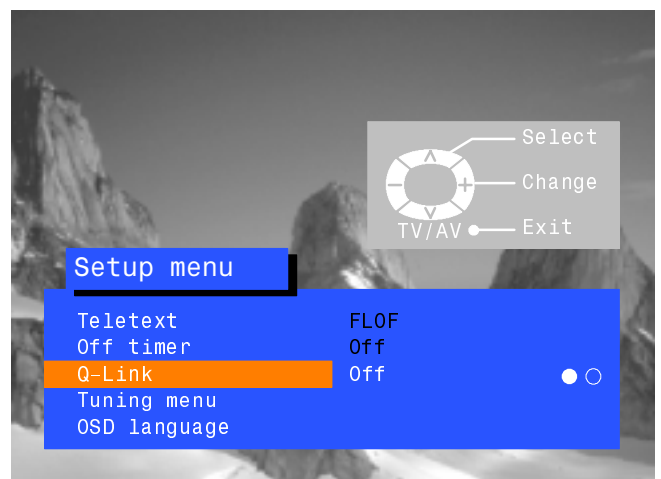 Select
Change
TV/AV Exit
Setup menu
Teletext FLOF
Off timer Off
Q-Link Off
Tuning menu
OSD language